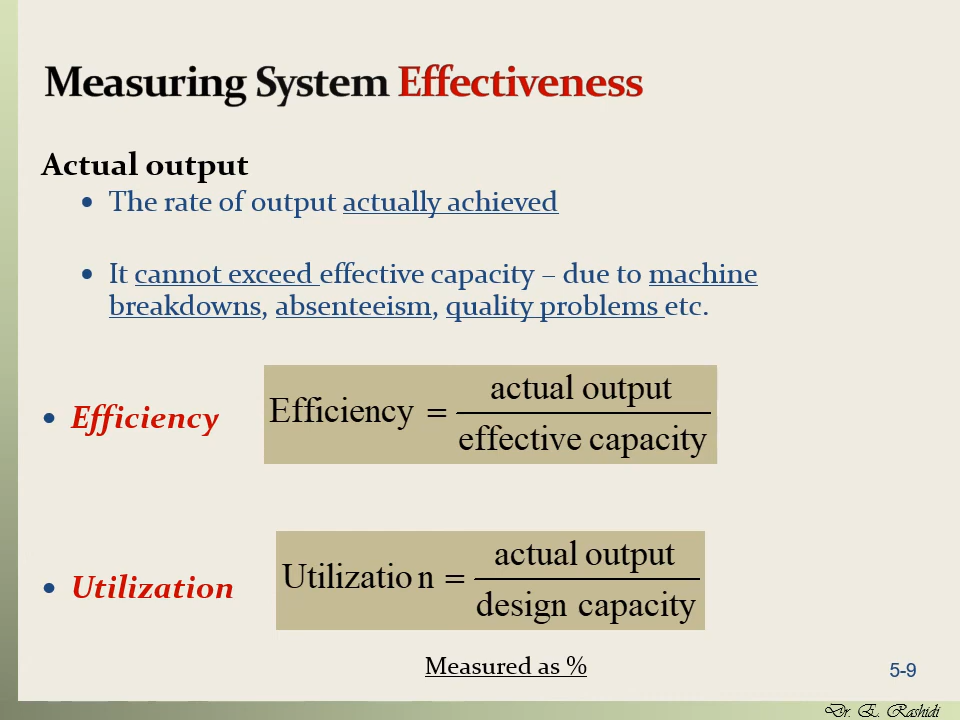 Measuring System Effectiveness
Actual output
• The rate of output actually achieved
• It cannot exceed effective capacity – due to machine
breakdowns, absenteeism, quality problems etc.
• Efficiency
Efficiency = actual output
effective capacity
• Utilization
Utilizatio n = actual output
design capacity
Measured as %
5-9
Dr. E. Rashidi